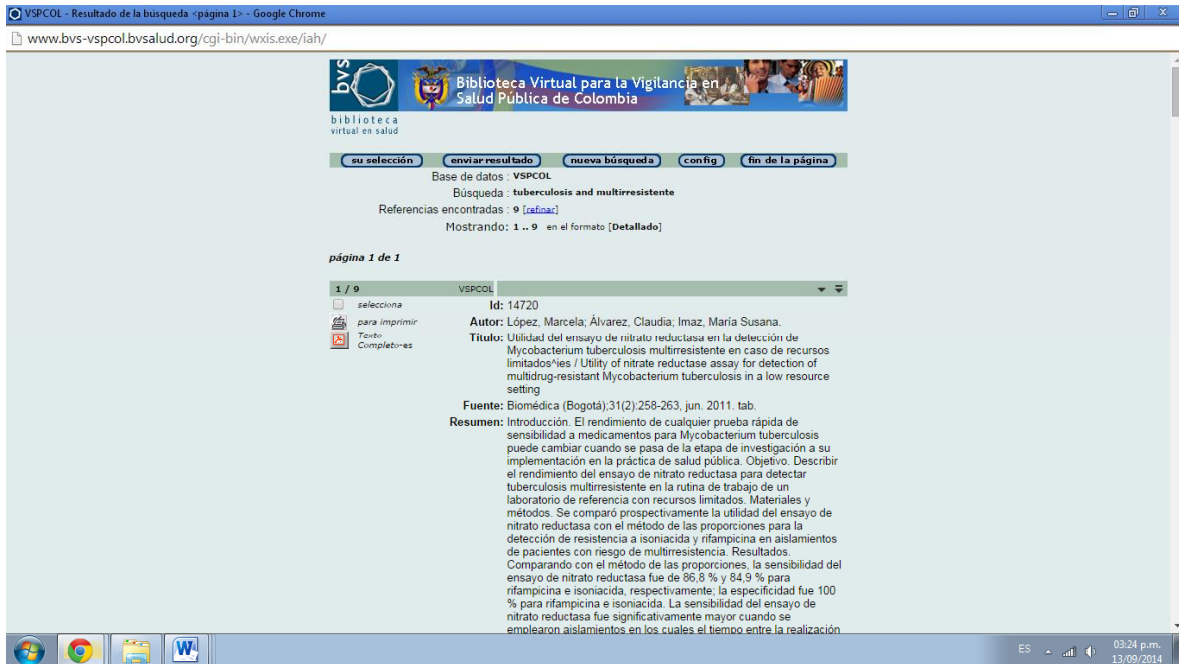 VSPCOL - Resultado de la búsqueda <página 1> - Google Chrome
www.bvs-vspcol.bvsalud.org/cgi-bin/wxis.exe/iah/
bvs
Biblioteca Virtual para la Vigilancia en
Salud Pública de Colombia
biblioteca
virtual en salud
su selección enviar resultado nueva búsqueda config fin de la página
Base de datos : VSPCOL
Búsqueda : tuberculosis and multirresistente
Referencias encontradas : 9 [refinar]
Mostrando: 1 .. 9 en el formato [Detallado]
página 1 de 1
1 / 9 VSPCOL
selecciona Id: 14720
para imprimir Autor: López, Marcela; Álvarez, Claudia; Imaz, María Susana.
Texto Completo-es Título: Utilidad del ensayo de nitrato reductasa en la detección de
Mycobacterium tuberculosis multirresistente en caso de recursos
limitados^ies / Utility of nitrate reductase assay for detection of
multidrug-resistant Mycobacterium tuberculosis in a low resource
setting
Fuente: Biomédica (Bogotá);31(2):258-263, jun. 2011. tab.
Resumen: Introducción. El rendimiento de cualquier prueba rápida de
sensibilidad a medicamentos para Mycobacterium tuberculosis
puede cambiar cuando se pasa de la etapa de investigación a su
implementación en la práctica de salud pública. Objetivo. Describir
el rendimiento del ensayo de nitrato reductasa para detectar
tuberculosis multirresistente en la rutina de trabajo de un
laboratorio de referencia con recursos limitados. Materiales y
métodos. Se comparó prospectivamente la utilidad del ensayo de
nitrato reductasa con el método de las proporciones para la
detección de resistencia a isoniacida y rifampicina en aislamientos
de pacientes con riesgo de multirresistencia. Resultados.
Comparando con el método de las proporciones, la sensibilidad del
ensayo de nitrato reductasa fue de 86,8 % y 84,9 % para
rifampicina e isoniacida, respectivamente; la especificidad fue 100
% para rifampicina e isoniacida. La sensibilidad del ensayo de
nitrato reductasa fue significativamente mayor cuando se
emplearon aislamientos en los cuales el tiempo entre la realización
ES 03:24 p.m.
13/09/2014